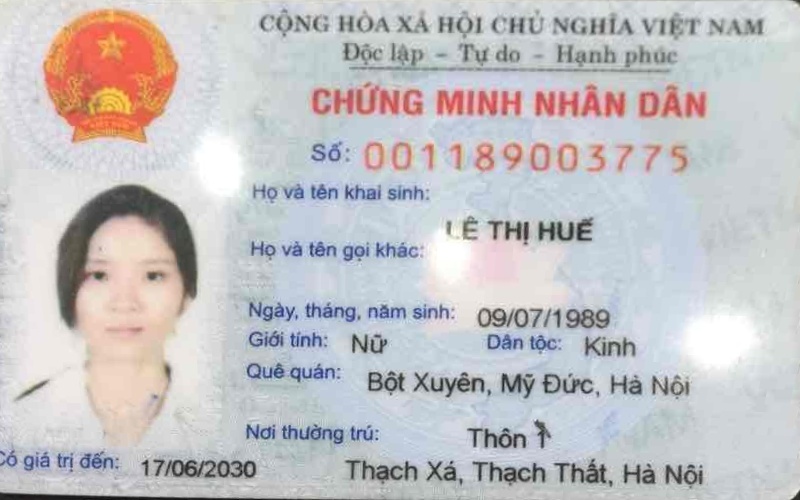 CỘNG HÒA XÃ HỘI CHỦ NGHĨA VIỆT NAM
Độc lập - Tự do - Hạnh phúc
CHỨNG MINH NHÂN DÂN
Số: 001189003775
Họ và tên khai sinh:
LÊ THỊ HUẾ
Họ và tên gọi khác:
Ngày, tháng, năm sinh: 09/07/1989
Giới tính: Nữ Dân tộc: Kinh
Quê quán: Bột Xuyên, Mỹ Đức, Hà Nội
Nơi thường trú: Thôn
Thạch Xá, Thạch Thất, Hà Nội
Có giá trị đến: 17/06/2030